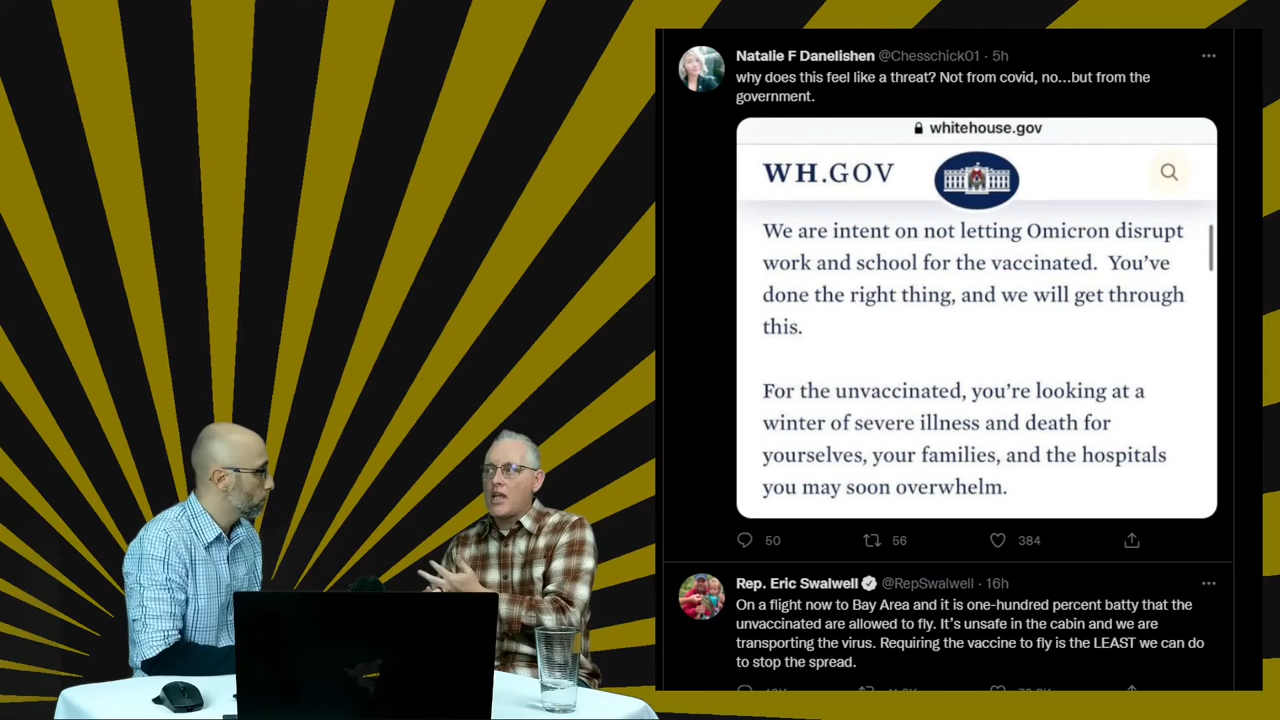 Natalie F Danelishen @Chesschick01 · 5h
why does this feel like a threat? Not from covid, no...but from the
government.
whitehouse.gov
WH.GOV
We are intent on not letting Omicron disrupt
work and school for the vaccinated. You've
done the right thing, and we will get through
this.
For the unvaccinated, you're looking at a
winter of severe illness and death for
yourselves, your families, and the hospitals
you may soon overwhelm.
50 56 384
Rep. Eric Swalwell @RepSwalwell · 16h
On a flight now to Bay Area and it is one-hundred percent batty that the
unvaccinated are allowed to fly. It's unsafe in the cabin and we are
transporting the virus. Requiring the vaccine to fly is the LEAST we can do
to stop the spread.